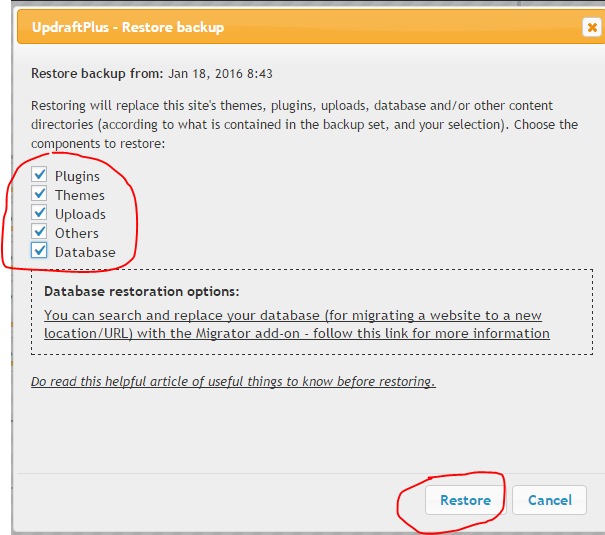 UpdraftPlus - Restore backup
Restore backup from: Jan 18, 2016 8:43
Restoring will replace this site's themes, plugins, uploads, database and/or other content
directories (according to what is contained in the backup set, and your selection). Choose the
components to restore:
Plugins
Themes
Uploads
Others
Database
Database restoration options:
You can search and replace your database (for migrating a website to a new
location/URL) with the Migrator add-on - follow this link for more information
Do read this helpful article of useful things to know before restoring.
Restore Cancel